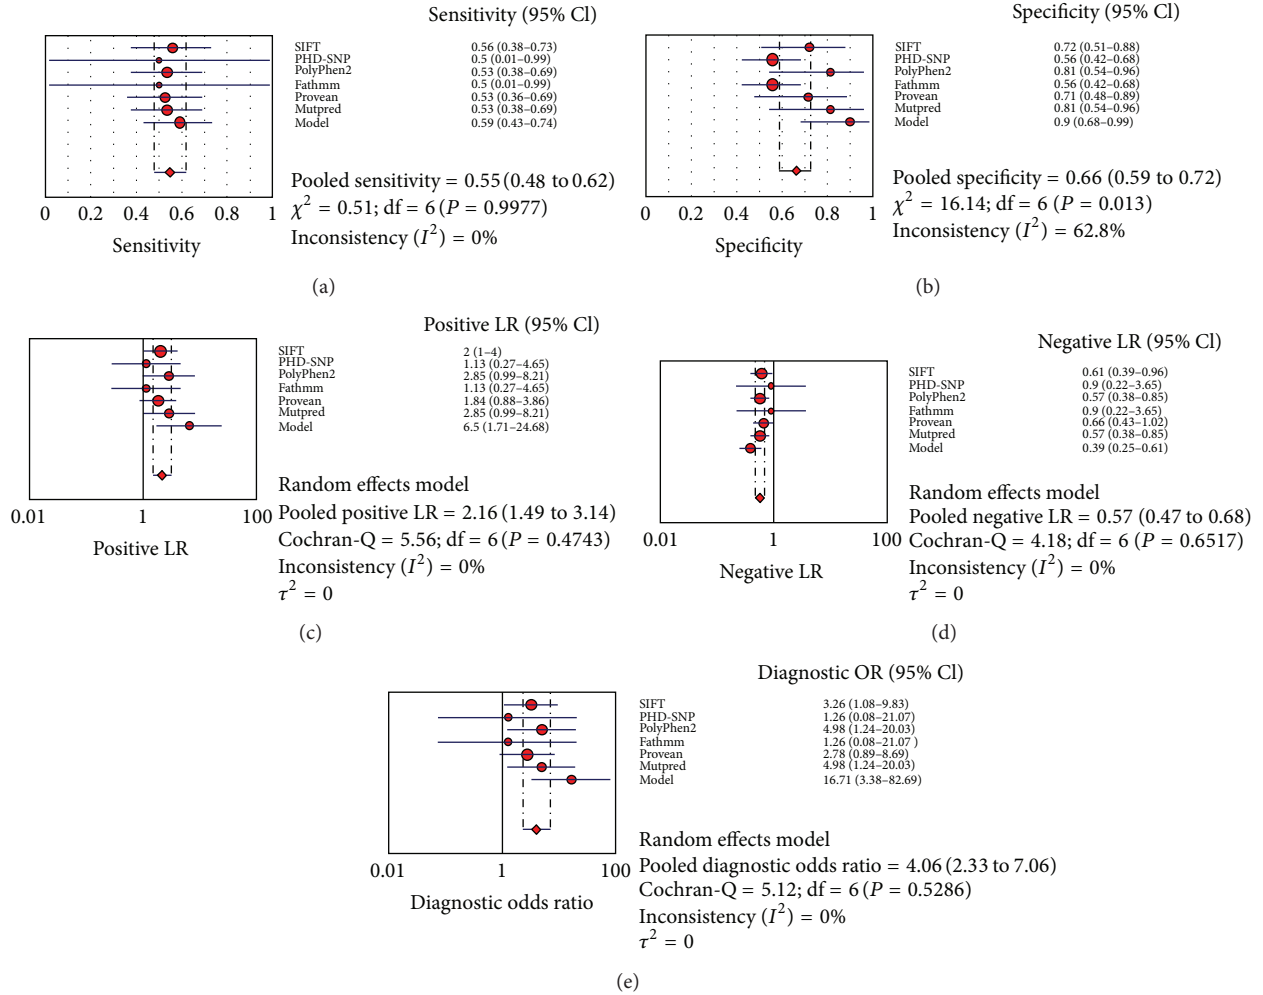 Sensitivity (95% CI)
SIFT 0.56 (0.38–0.73)
PHD-SNP 0.5 (0.01–0.99)
PolyPhen2 0.53 (0.38–0.69)
Fathmm 0.5 (0.01–0.99)
Provean 0.53 (0.36–0.69)
Mutpred 0.53 (0.38–0.69)
Model 0.59 (0.43–0.74)
Pooled sensitivity = 0.55 (0.48 to 0.62)
χ² = 0.51; df = 6 (P = 0.9977)
Inconsistency (I²) = 0%
0 0.2 0.4 0.6 0.8 1
Sensitivity
(a)
Specificity (95% CI)
SIFT 0.72 (0.51–0.88)
PHD-SNP 0.56 (0.42–0.68)
PolyPhen2 0.81 (0.54–0.96)
Fathmm 0.56 (0.42–0.68)
Provean 0.71 (0.48–0.89)
Mutpred 0.81 (0.54–0.96)
Model 0.9 (0.68–0.99)
Pooled specificity = 0.66 (0.59 to 0.72)
χ² = 16.14; df = 6 (P = 0.013)
Inconsistency (I²) = 62.8%
0 0.2 0.4 0.6 0.8 1
Specificity
(b)
Positive LR (95% CI)
SIFT 2 (1–4)
PHD-SNP 1.13 (0.27–4.65)
PolyPhen2 2.85 (0.99–8.21)
Fathmm 1.13 (0.27–4.65)
Provean 1.84 (0.88–3.86)
Mutpred 2.85 (0.99–8.21)
Model 6.5 (1.71–24.68)
Random effects model
Pooled positive LR = 2.16 (1.49 to 3.14)
Cochran-Q = 5.56; df = 6 (P = 0.4743)
Inconsistency (I²) = 0%
τ² = 0
0.01 1 100
Positive LR
(c)
Negative LR (95% CI)
SIFT 0.61 (0.39–0.96)
PHD-SNP 0.9 (0.22–3.65)
PolyPhen2 0.57 (0.38–0.85)
Fathmm 0.9 (0.22–3.65)
Provean 0.66 (0.43–1.02)
Mutpred 0.57 (0.38–0.85)
Model 0.39 (0.25–0.61)
Random effects model
Pooled negative LR = 0.57 (0.47 to 0.68)
Cochran-Q = 4.18; df = 6 (P = 0.6517)
Inconsistency (I²) = 0%
τ² = 0
0.01 1 100
Negative LR
(d)
Diagnostic OR (95% CI)
SIFT 3.26 (1.08–9.83)
PHD-SNP 1.26 (0.08–21.07)
PolyPhen2 4.98 (1.24–20.03)
Fathmm 1.26 (0.08–21.07 )
Provean 2.78 (0.89–8.69)
Mutpred 4.98 (1.24–20.03)
Model 16.71 (3.38–82.69)
Random effects model
Pooled diagnostic odds ratio = 4.06 (2.33 to 7.06)
Cochran-Q = 5.12; df = 6 (P = 0.5286)
Inconsistency (I²) = 0%
τ² = 0
0.01 1 100
Diagnostic odds ratio
(e)